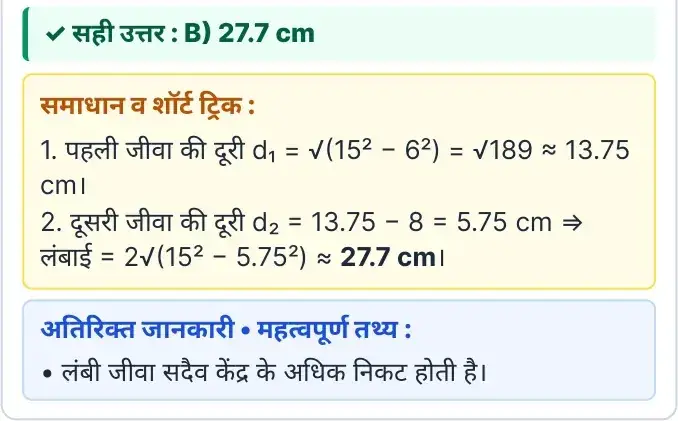 ✓ सही उत्तर : B) 27.7 cm
समाधान व शॉर्ट ट्रिक :
1. पहली जीवा की दूरी d₁ = √(15² − 6²) = √189 ≈ 13.75
cm।
2. दूसरी जीवा की दूरी d₂ = 13.75 − 8 = 5.75 cm ⇒
लंबाई = 2√(15² − 5.75²) ≈ 27.7 cm।
अतिरिक्त जानकारी • महत्वपूर्ण तथ्य :
• लंबी जीवा सदैव केंद्र के अधिक निकट होती है।